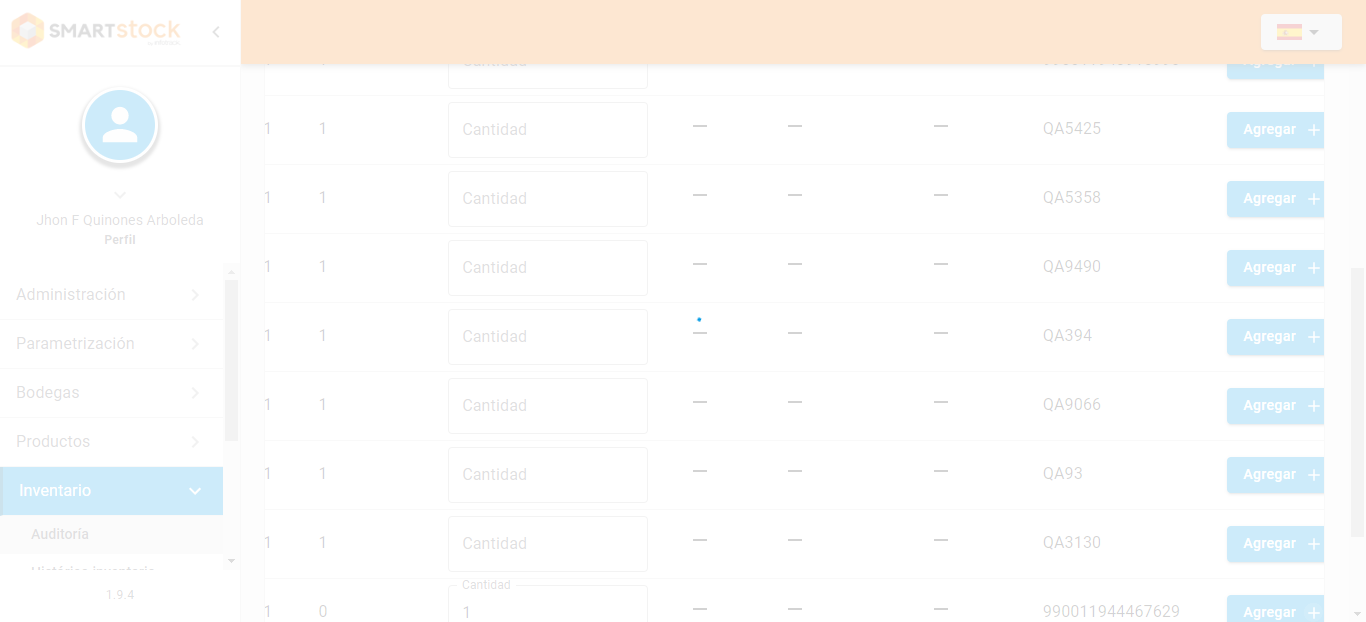 SMARTstock
Jhon F Quinones Arboleda
Perfil
Administración
Parametrización
Bodegas
Productos
Inventario
Auditoría
Histórico inventario
1.9.4
1 1 Cantidad — — — QA5425 Agregar +
1 1 Cantidad — — — QA5358 Agregar +
1 1 Cantidad — — — QA9490 Agregar +
1 1 Cantidad — — — QA394 Agregar +
1 1 Cantidad — — — QA9066 Agregar +
1 1 Cantidad — — — QA93 Agregar +
1 1 Cantidad — — — QA3130 Agregar +
Cantidad
1 0 1 — — — 990011944467629 Agregar +